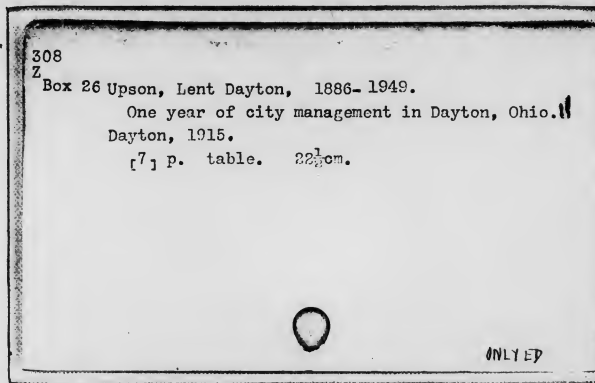 308
Z
Box 26 Upson, Lent Dayton, 1886-1949.
One year of city management in Dayton, Ohio.
Dayton, 1915.
[7] p. table. 22½cm.
ONLY ED